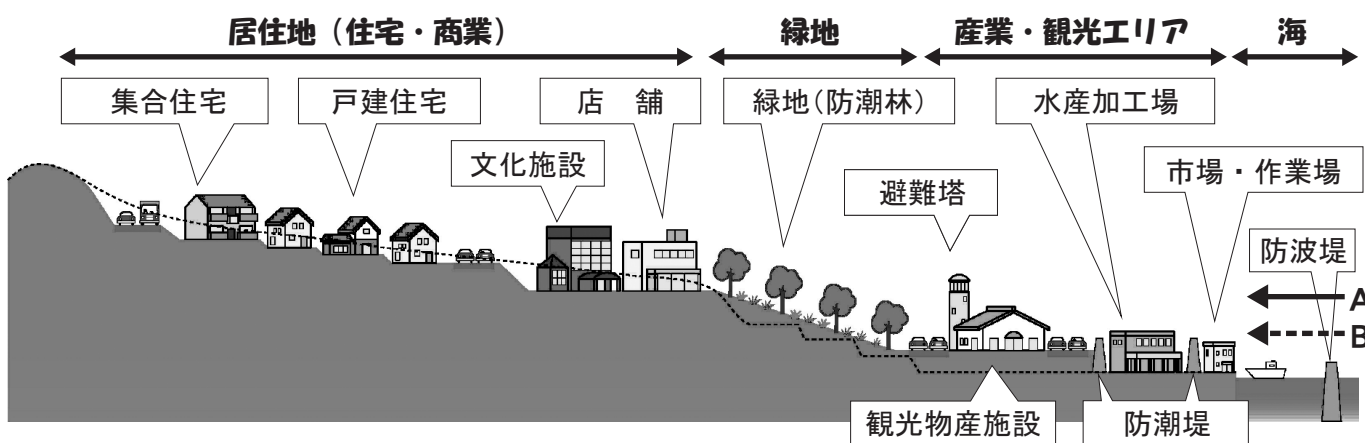 居住地(住宅・商業)
緑地
産業・観光エリア
海
集合住宅
戸建住宅
店 舗
緑地(防潮林)
水産加工場
文化施設
避難塔
市場・作業場
防波堤
A
B
観光物産施設
防潮堤